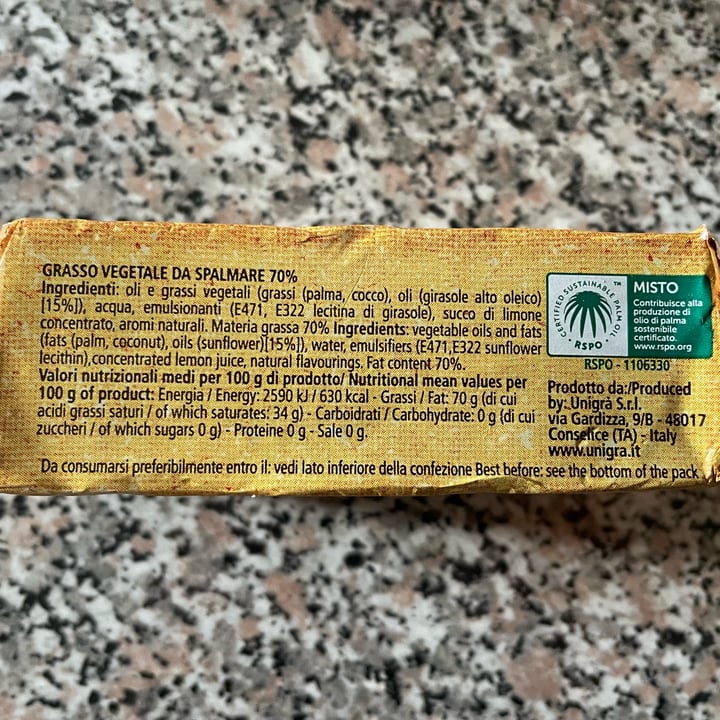 GRASSO VEGETALE DA SPALMARE 70%
Ingredienti: oli e grassi vegetali (grassi (palma, cocco), oli (girasole alto oleico)
[15%]), acqua, emulsionanti (E471, E322 lecitina di girasole), succo di limone
concentrato, aromi naturali. Materia grassa 70% Ingredients: vegetable oils and fats
(fats (palm, coconut), oils (sunflower)[15%]), water, emulsifiers (E471,E322 sunflower
lecithin),concentrated lemon juice, natural flavourings. Fat content 70%.
Valori nutrizionali medi per 100 g di prodotto/ Nutritional mean values per
100 g of product: Energia / Energy: 2590 kJ / 630 kcal - Grassi / Fat: 70 g (di cui
acidi grassi saturi / of which saturates: 34 g) - Carboidrati / Carbohydrate: 0 g (di cui
zuccheri / of which sugars 0 g) - Proteine 0 g - Sale 0 g.
Da consumarsi preferibilmente entro il: vedi lato inferiore della confezione Best before: see the bottom of the pack
CERTIFIED SUSTAINABLE PALM OIL
TM
RSPO
MISTO
Contribuisce alla
produzione di
olio di palma
sostenibile
certificato.
www.rspo.org
RSPO - 1106330
Prodotto da:/Produced
by: Unigrà S.r.l.
via Gardizza, 9/B - 48017
Conselice (TA) - Italy
www.unigra.it